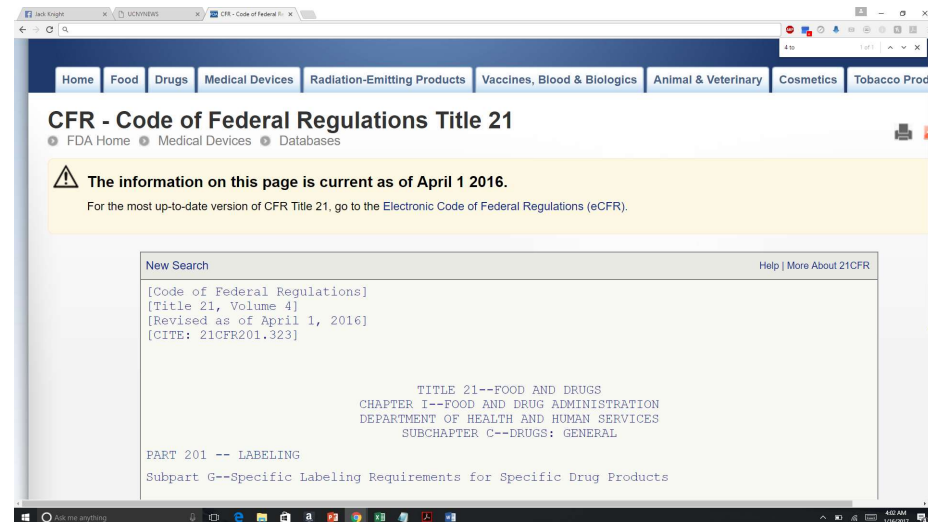 Jack Knight
UCNYNEWS
CFR - Code of Federal Re
4 to
1 of 1
Home Food Drugs Medical Devices Radiation-Emitting Products Vaccines, Blood & Biologics Animal & Veterinary Cosmetics Tobacco Prod
CFR - Code of Federal Regulations Title 21
FDA Home Medical Devices Databases
The information on this page is current as of April 1 2016.
For the most up-to-date version of CFR Title 21, go to the Electronic Code of Federal Regulations (eCFR).
New Search
Help | More About 21CFR
[Code of Federal Regulations]
[Title 21, Volume 4]
[Revised as of April 1, 2016]
[CITE: 21CFR201.323]
TITLE 21--FOOD AND DRUGS
CHAPTER I--FOOD AND DRUG ADMINISTRATION
DEPARTMENT OF HEALTH AND HUMAN SERVICES
SUBCHAPTER C--DRUGS: GENERAL
PART 201 -- LABELING
Subpart G--Specific Labeling Requirements for Specific Drug Products
Ask me anything
4:02 AM
1/16/2017